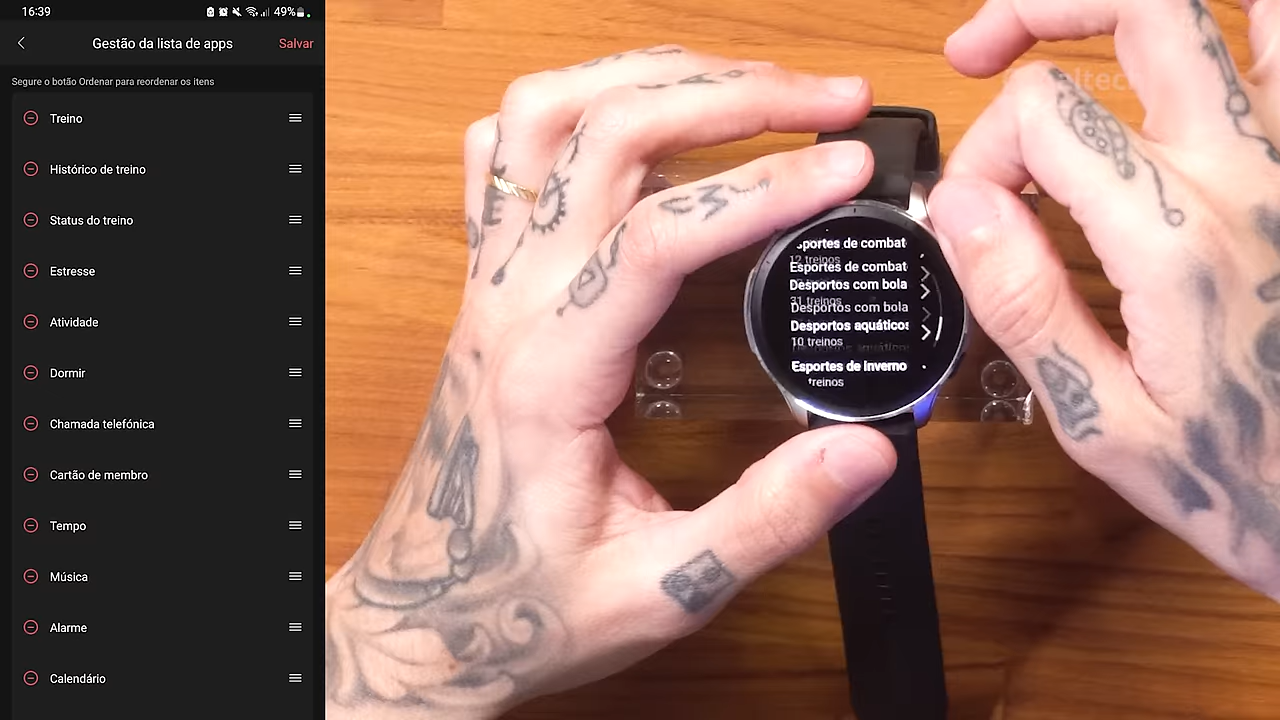 16:39
49%
Gestão da lista de apps
Salvar
Segure o botão Ordenar para reordenar os itens
Treino
Histórico de treino
Status do treino
Estresse
Atividade
Dormir
Chamada telefónica
Cartão de membro
Tempo
Música
Alarme
Calendário
sportes de combat
12 treinos
Esportes de combat
Desportos com bola
31 treinos
Desportos com bola
Desportos aquáticos
10 treinos
Esportes de Inverno
treinos